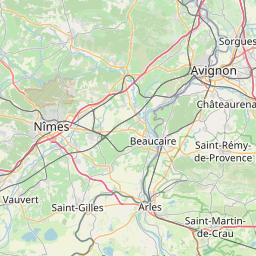 Sorgues
Avignon
Châteaurena
Nîmes
Beaucaire
Saint-Rémy
-de-Provence
Vauvert
Saint-Gilles
Arles
Saint-Martin-
de-Crau